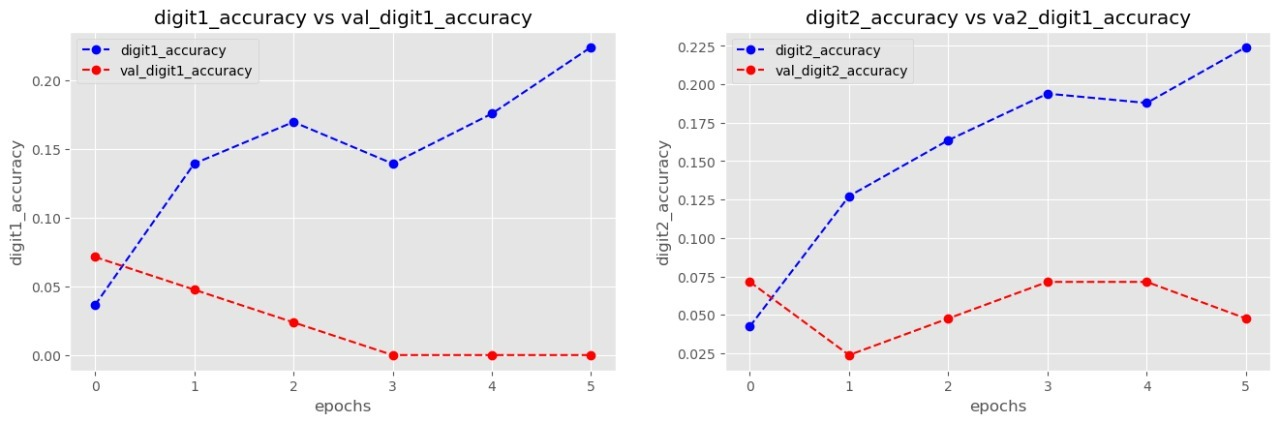 digit1_accuracy vs val_digit1_accuracy
digit1_accuracy
val_digit1_accuracy
0.20
0.15
0.10
0.05
0.00
digit1_accuracy
0 1 2 3 4 5
epochs
digit2_accuracy vs va2_digit1_accuracy
digit2_accuracy
val_digit2_accuracy
0.225
0.200
0.175
0.150
0.125
0.100
0.075
0.050
0.025
digit2_accuracy
0 1 2 3 4 5
epochs